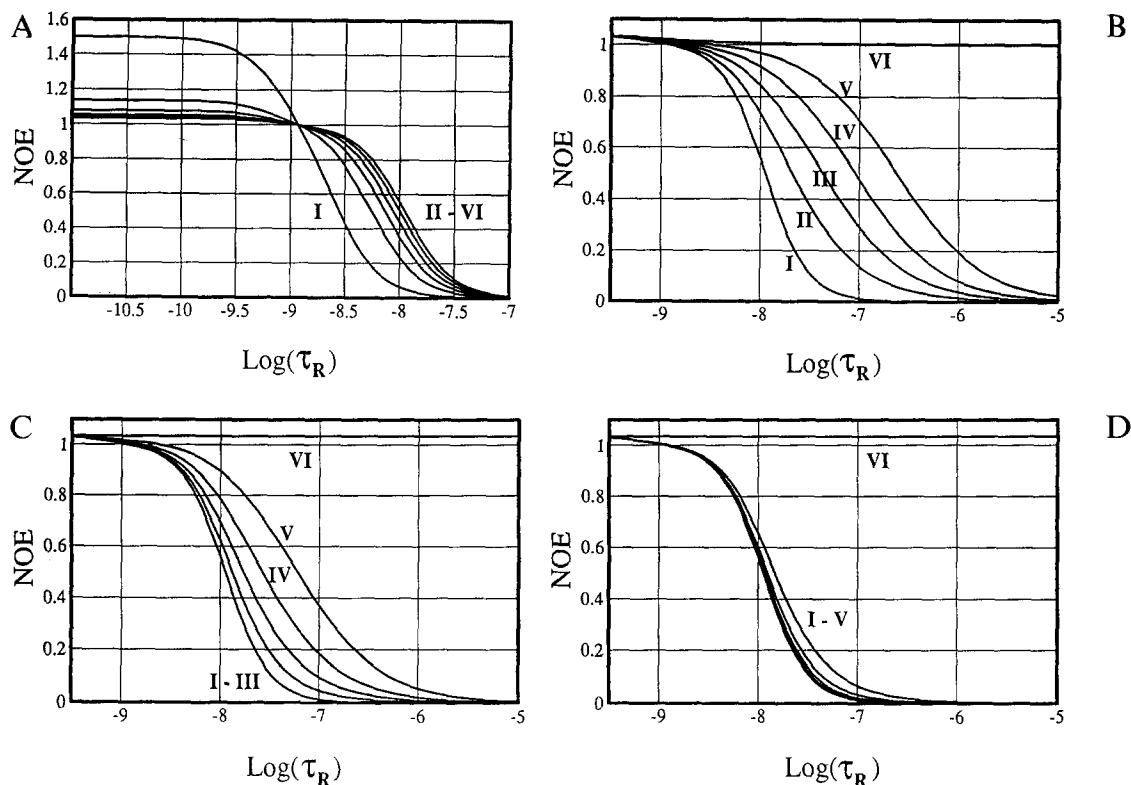 A
NOE
1.6
1.5
1.4
1.2
1
0.8
0.6
0.4
0.2
0
I
II - VI
-10.5 -10 -9.5 -9 -8.5 -8 -7.5 -7
Log(τR)
B
NOE
1
0.8
0.6
0.4
0.2
0
VI
V
IV
III
II
I
-9 -8 -7 -6 -5
Log(τR)
C
NOE
1
0.8
0.6
0.4
0.2
0
VI
V
IV
I - III
-9 -8 -7 -6 -5
Log(τR)
D
NOE
1
0.8
0.6
0.4
0.2
0
VI
I - V
-9 -8 -7 -6 -5
Log(τR)